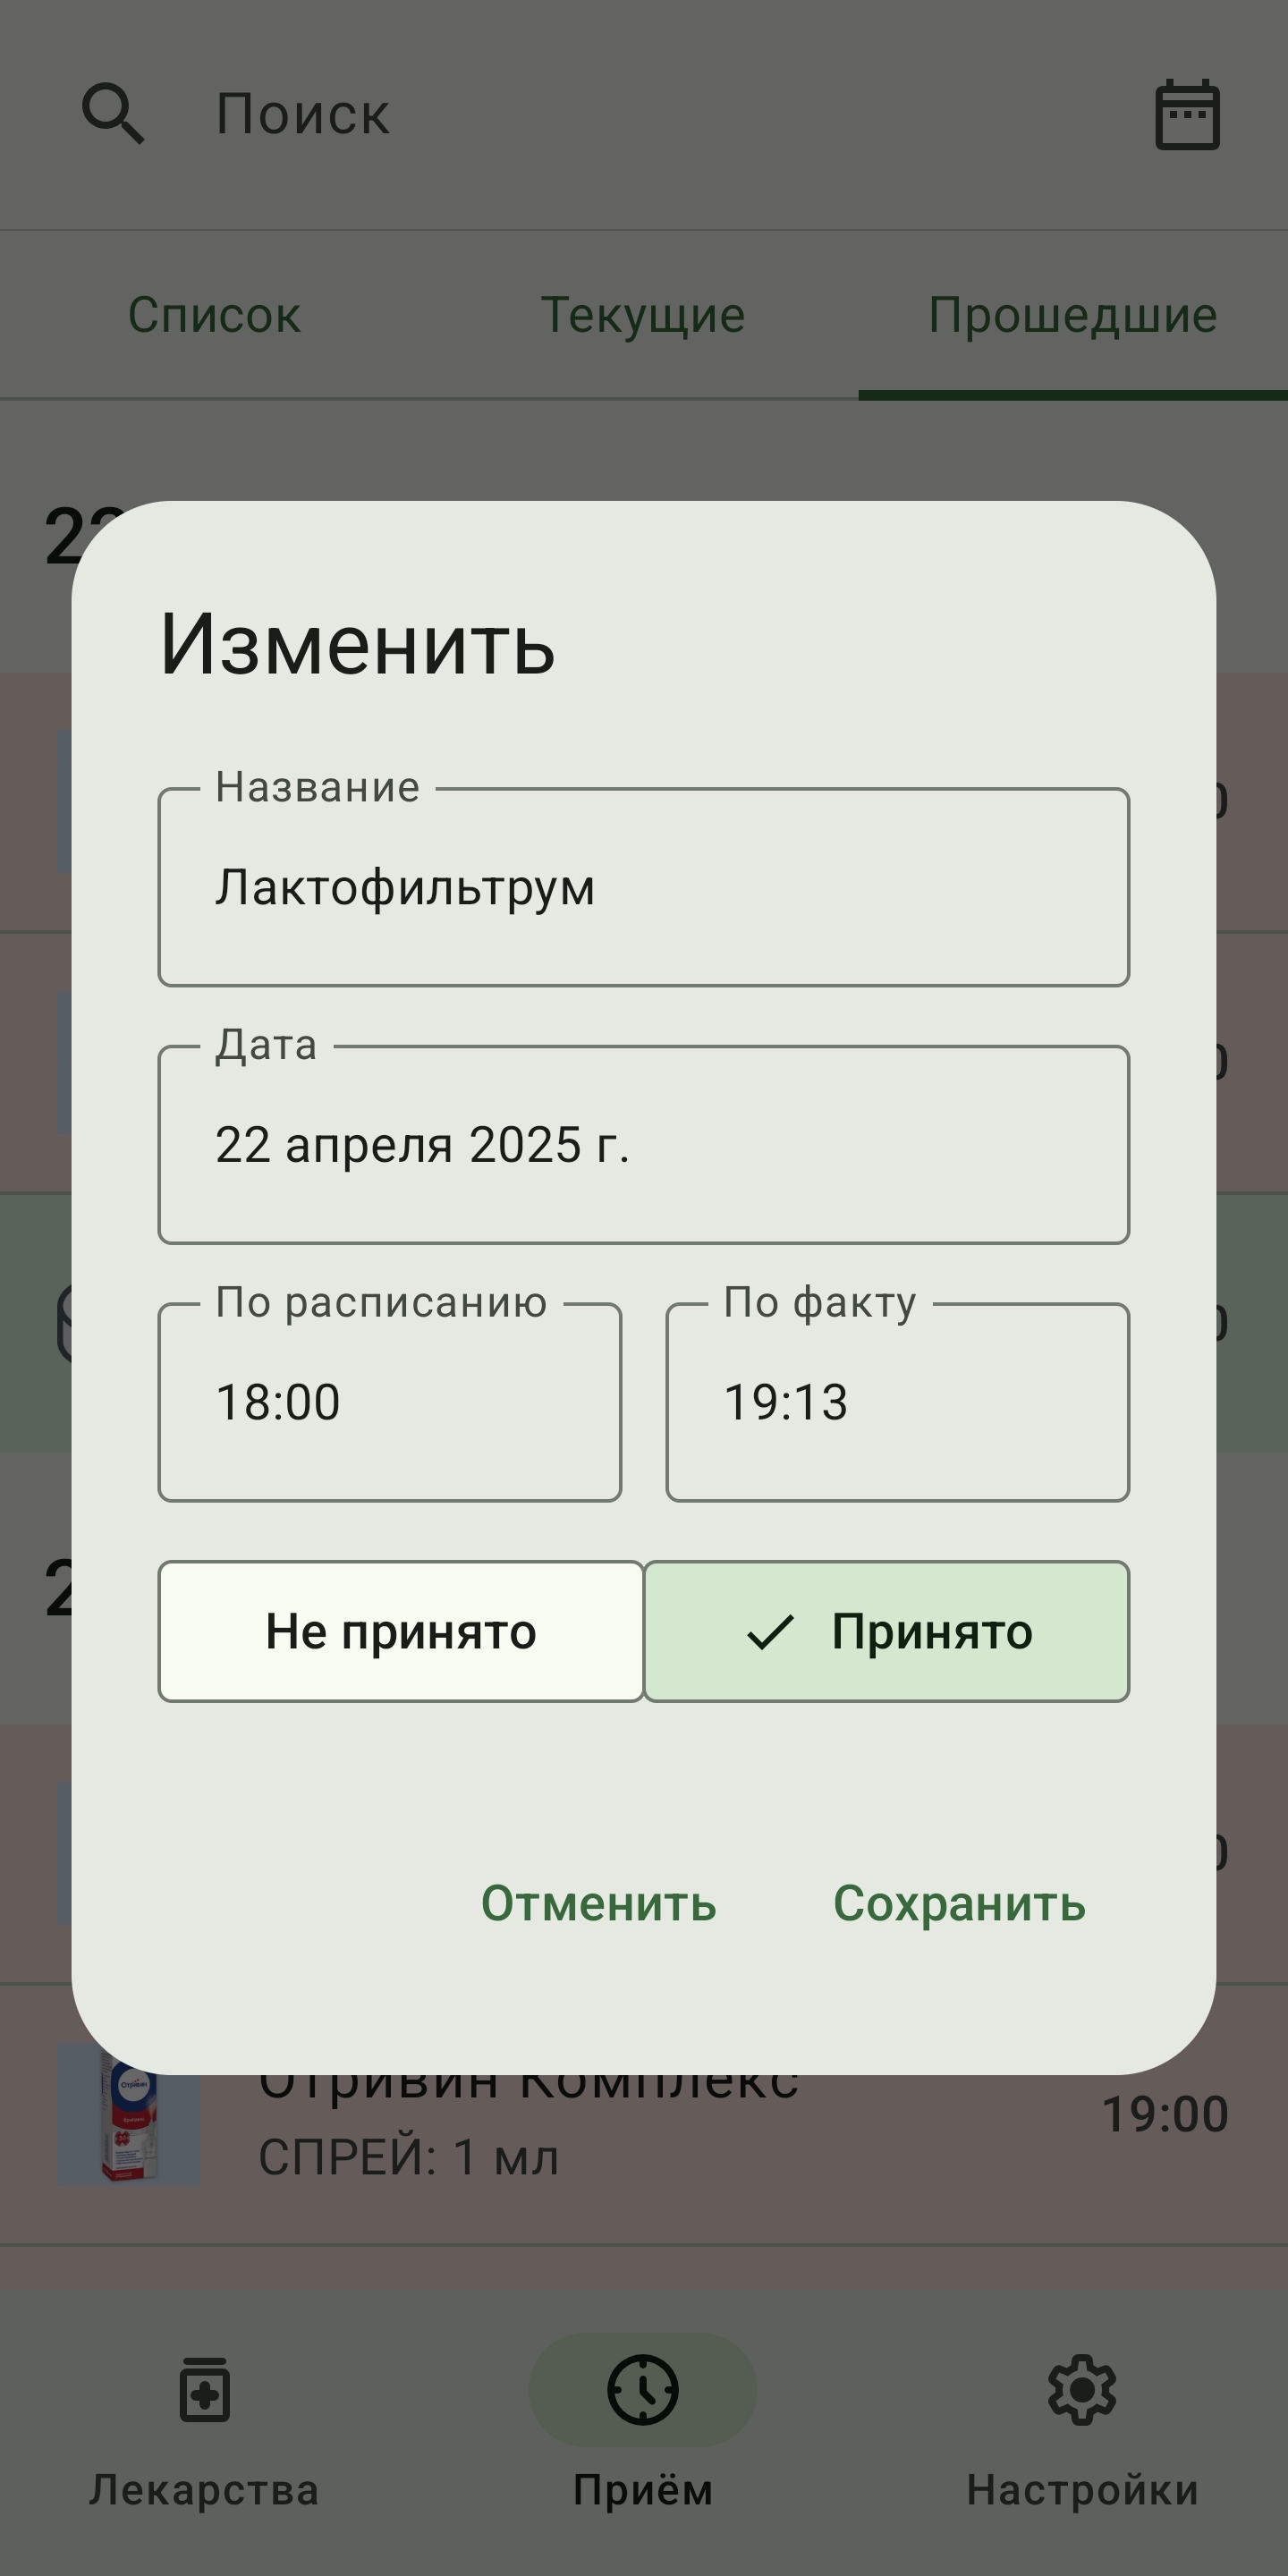 Поиск
Список
Текущие
Прошедшие
Изменить
Название
Лактофильтрум
Дата
22 апреля 2025 г.
По расписанию
По факту
18:00
19:13
Не принято
Принято
Отменить
Сохранить
Отривин Комплекс
Отривин
19:00
СПРЕЙ: 1 мл
Лекарства
Приём
Настройки